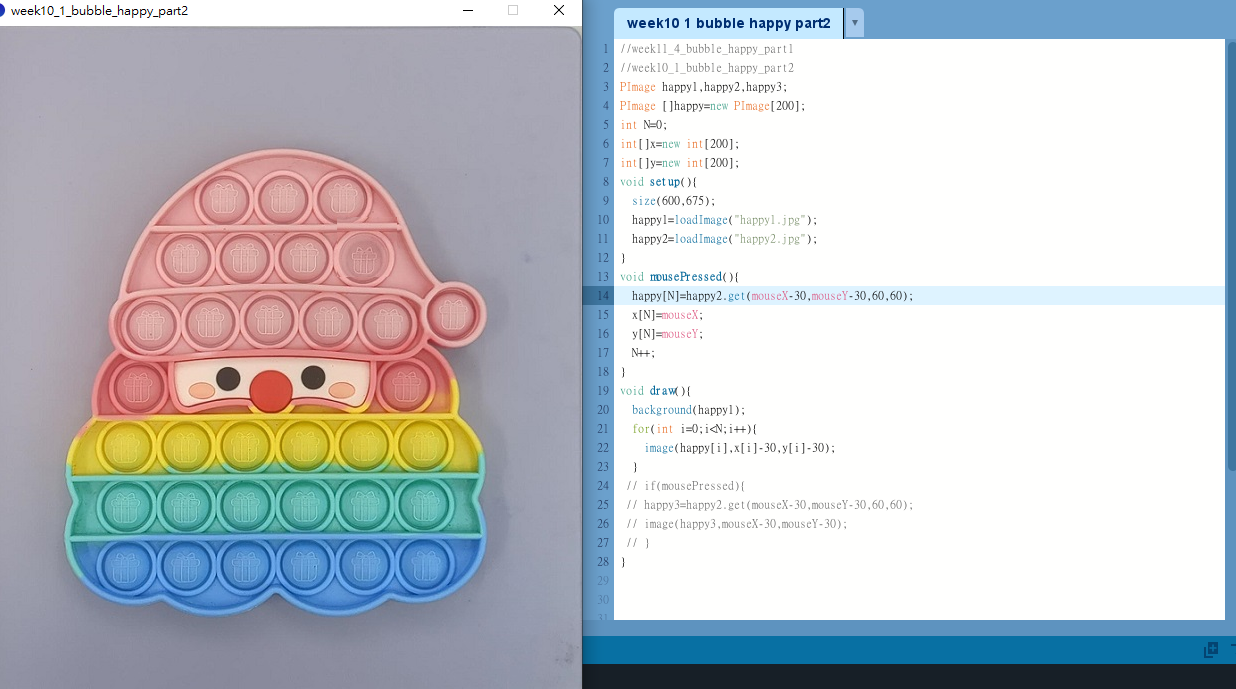 week10_1_bubble_happy_part2
week10 1 bubble happy part2
1 //week11_4_bubble_happy_part1
2 //week10_1_bubble_happy_part2
3 PImage happy1,happy2,happy3;
4 PImage []happy=new PImage[200];
5 int N=0;
6 int[]x=new int[200];
7 int[]y=new int[200];
8 void setup(){
9 size(600,675);
10 happy1=loadImage("happy1.jpg");
11 happy2=loadImage("happy2.jpg");
12 }
13 void mousePressed(){
14 happy[N]=happy2.get(mouseX-30,mouseY-30,60,60);
15 x[N]=mouseX;
16 y[N]=mouseY;
17 N++;
18 }
19 void draw(){
20 background(happy1);
21 for(int i=0;i<N;i++){
22 image(happy[i],x[i]-30,y[i]-30);
23 }
24 // if(mousePressed){
25 // happy3=happy2.get(mouseX-30,mouseY-30,60,60);
26 // image(happy3,mouseX-30,mouseY-30);
27 // }
28 }
29
30
31